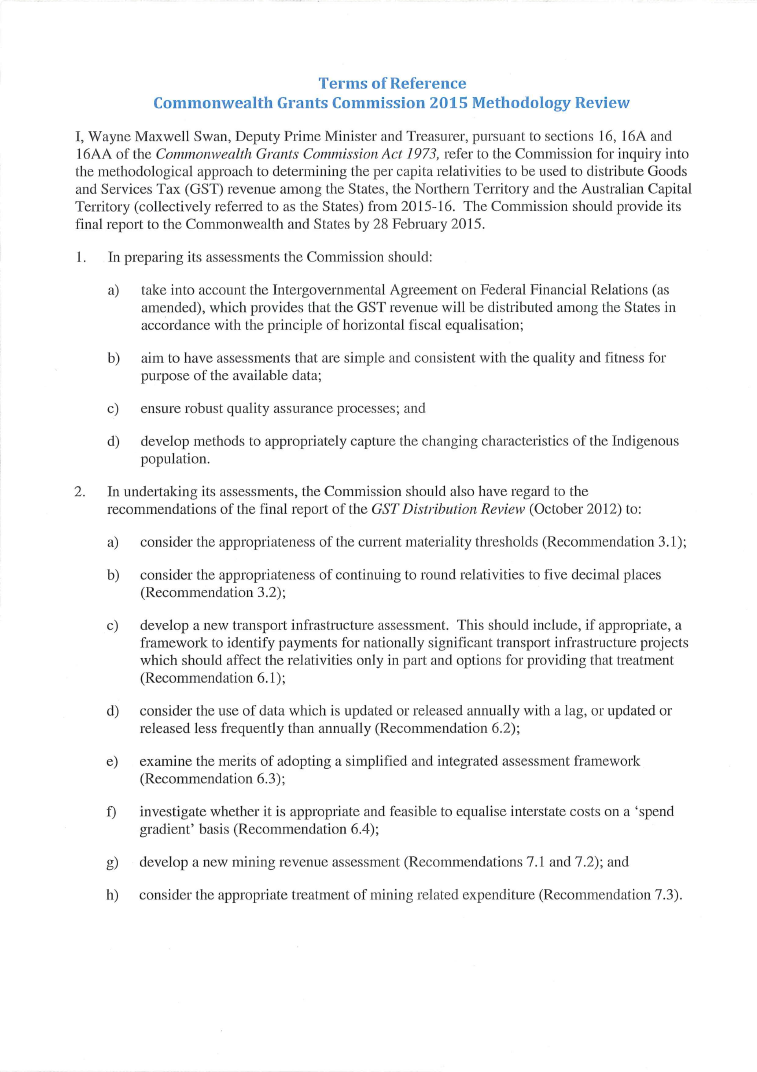 Terms of Reference
Commonwealth Grants Commission 2015 Methodology Review
I, Wayne Maxwell Swan, Deputy Prime Minister and Treasurer, pursuant to sections 16, 16A and
16AA of the Commonwealth Grants Commission Act 1973, refer to the Commission for inquiry into
the methodological approach to determining the per capita relativities to be used to distribute Goods
and Services Tax (GST) revenue among the States, the Northern Territory and the Australian Capital
Territory (collectively referred to as the States) from 2015-16.  The Commission should provide its
final report to the Commonwealth and States by 28 February 2015.
1. In preparing its assessments the Commission should:
a) take into account the Intergovernmental Agreement on Federal Financial Relations (as
amended), which provides that the GST revenue will be distributed among the States in
accordance with the principle of horizontal fiscal equalisation;
b) aim to have assessments that are simple and consistent with the quality and fitness for
purpose of the available data;
c) ensure robust quality assurance processes; and
d) develop methods to appropriately capture the changing characteristics of the Indigenous
population.
2. In undertaking its assessments, the Commission should also have regard to the
recommendations of the final report of the GST Distribution Review (October 2012) to:
a) consider the appropriateness of the current materiality thresholds (Recommendation 3.1);
b) consider the appropriateness of continuing to round relativities to five decimal places
(Recommendation 3.2);
c) develop a new transport infrastructure assessment.  This should include, if appropriate, a
framework to identify payments for nationally significant transport infrastructure projects
which should affect the relativities only in part and options for providing that treatment
(Recommendation 6.1);
d) consider the use of data which is updated or released annually with a lag, or updated or
released less frequently than annually (Recommendation 6.2);
e) examine the merits of adopting a simplified and integrated assessment framework
(Recommendation 6.3);
f) investigate whether it is appropriate and feasible to equalise interstate costs on a ‘spend
gradient’ basis (Recommendation 6.4);
g) develop a new mining revenue assessment (Recommendations 7.1 and 7.2); and
h) consider the appropriate treatment of mining related expenditure (Recommendation 7.3).